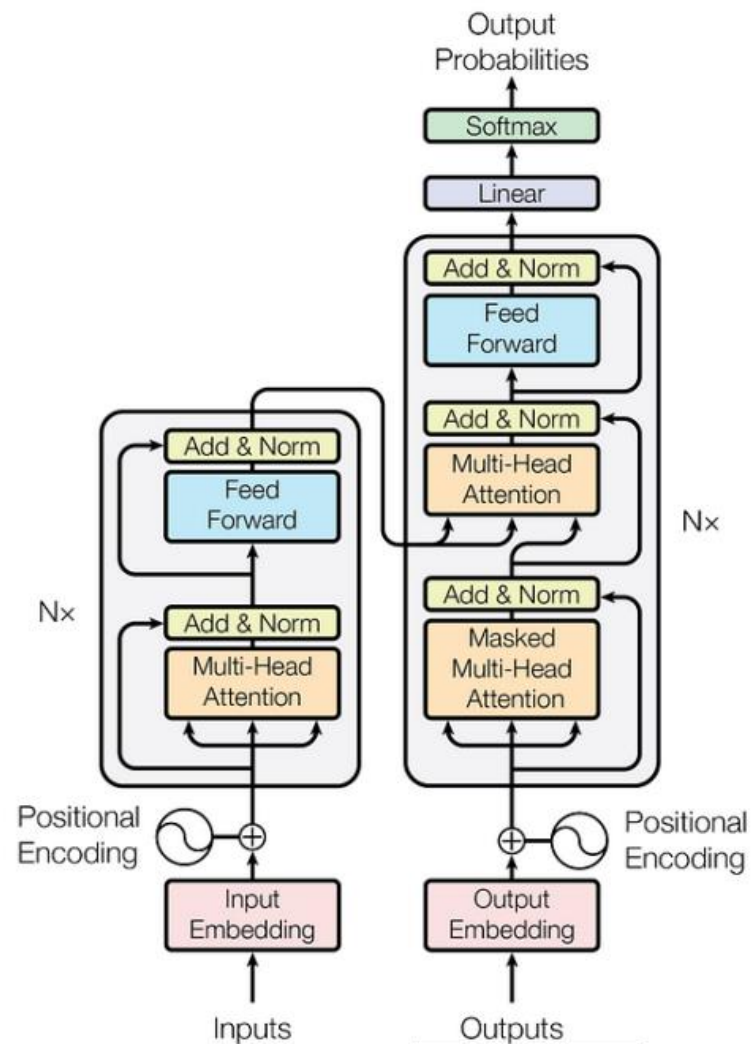 Output
Probabilities
Softmax
Linear
Add & Norm
Feed
Forward
Add & Norm
Multi-Head
Attention
Nx
Add & Norm
Masked
Multi-Head
Attention
Add & Norm
Feed
Forward
Nx
Add & Norm
Multi-Head
Attention
Positional
Encoding
Positional
Encoding
Input
Embedding
Output
Embedding
Inputs
Outputs